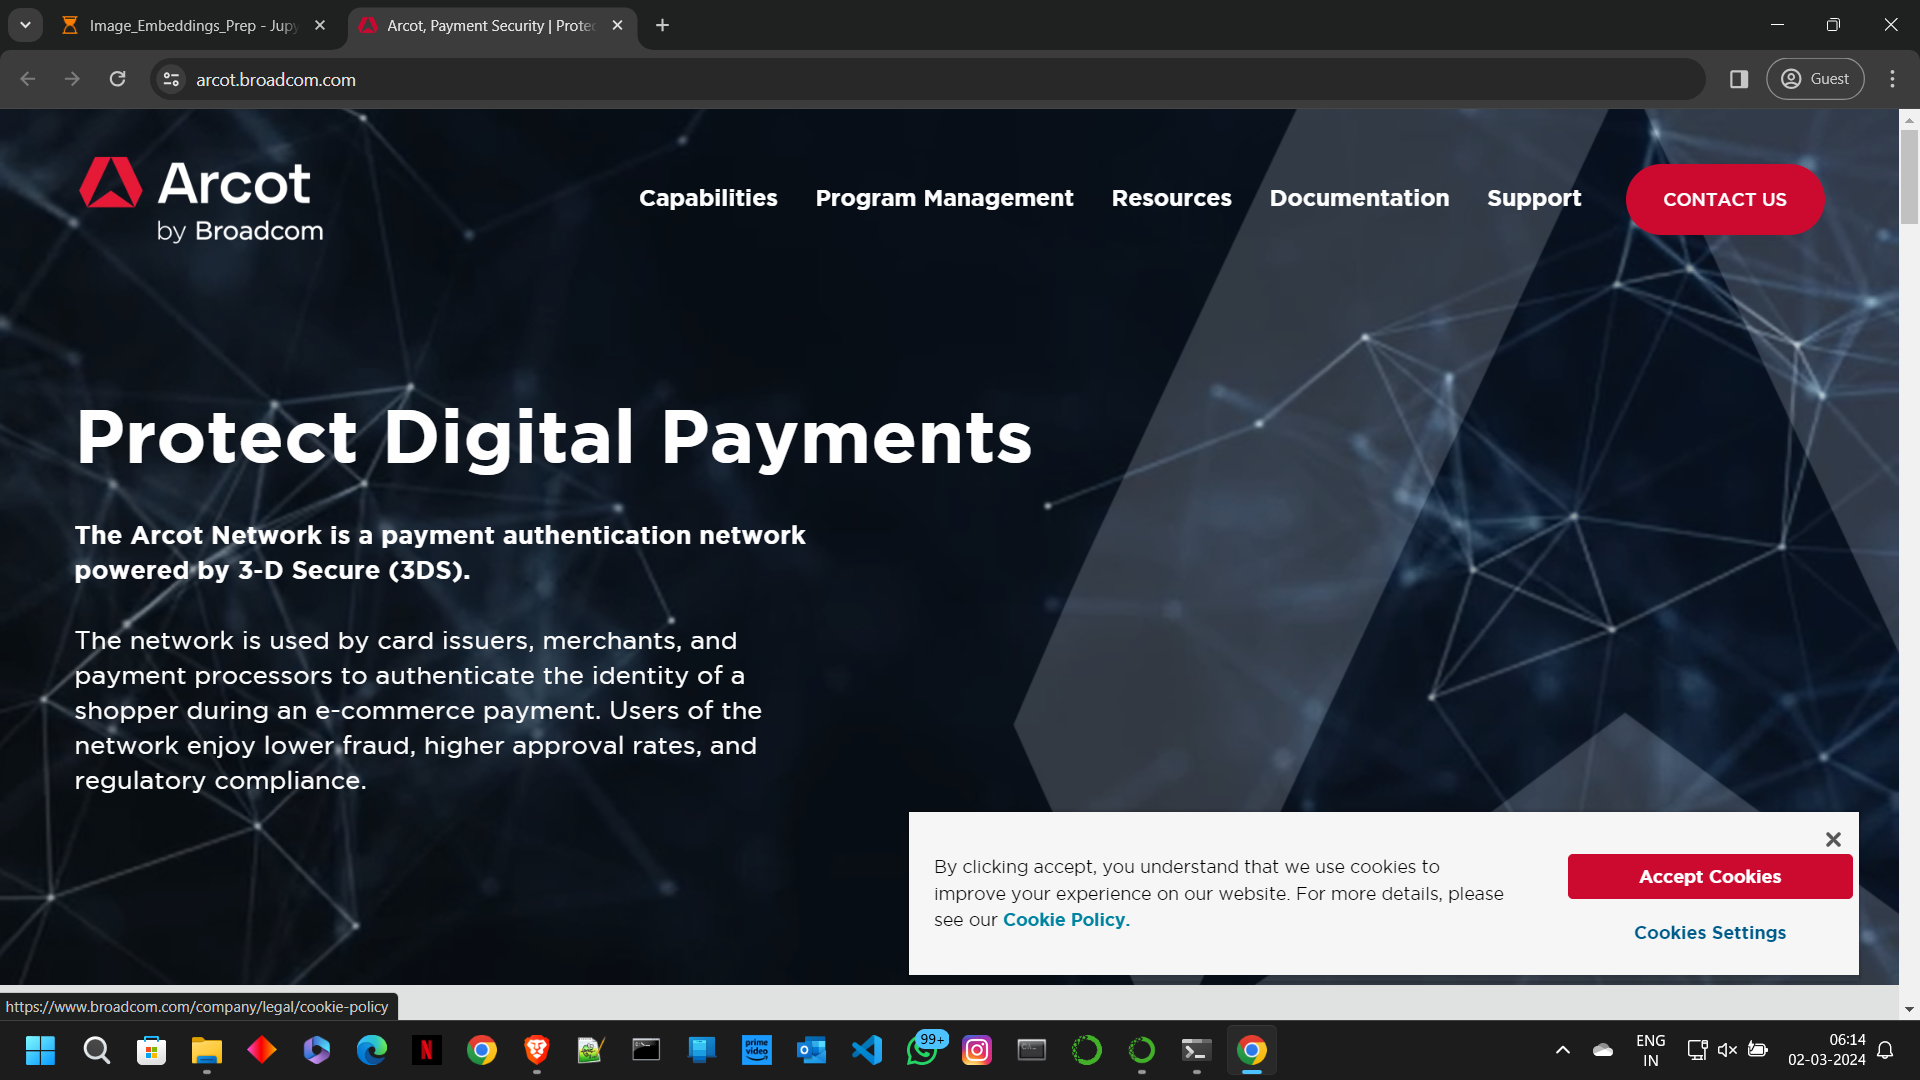 Image_Embeddings_Prep - Jupy
Arcot, Payment Security | Protec
arcot.broadcom.com
Guest
Arcot
by Broadcom
Capabilities
Program Management
Resources
Documentation
Support
CONTACT US
Protect Digital Payments
The Arcot Network is a payment authentication network
powered by 3-D Secure (3DS).
The network is used by card issuers, merchants, and
payment processors to authenticate the identity of a
shopper during an e-commerce payment. Users of the
network enjoy lower fraud, higher approval rates, and
regulatory compliance.
By clicking accept, you understand that we use cookies to
improve your experience on our website. For more details, please
see our Cookie Policy.
Accept Cookies
Cookies Settings
https://www.broadcom.com/company/legal/cookie-policy
N
prime
video
99+
ENG
IN
06:14
02-03-2024